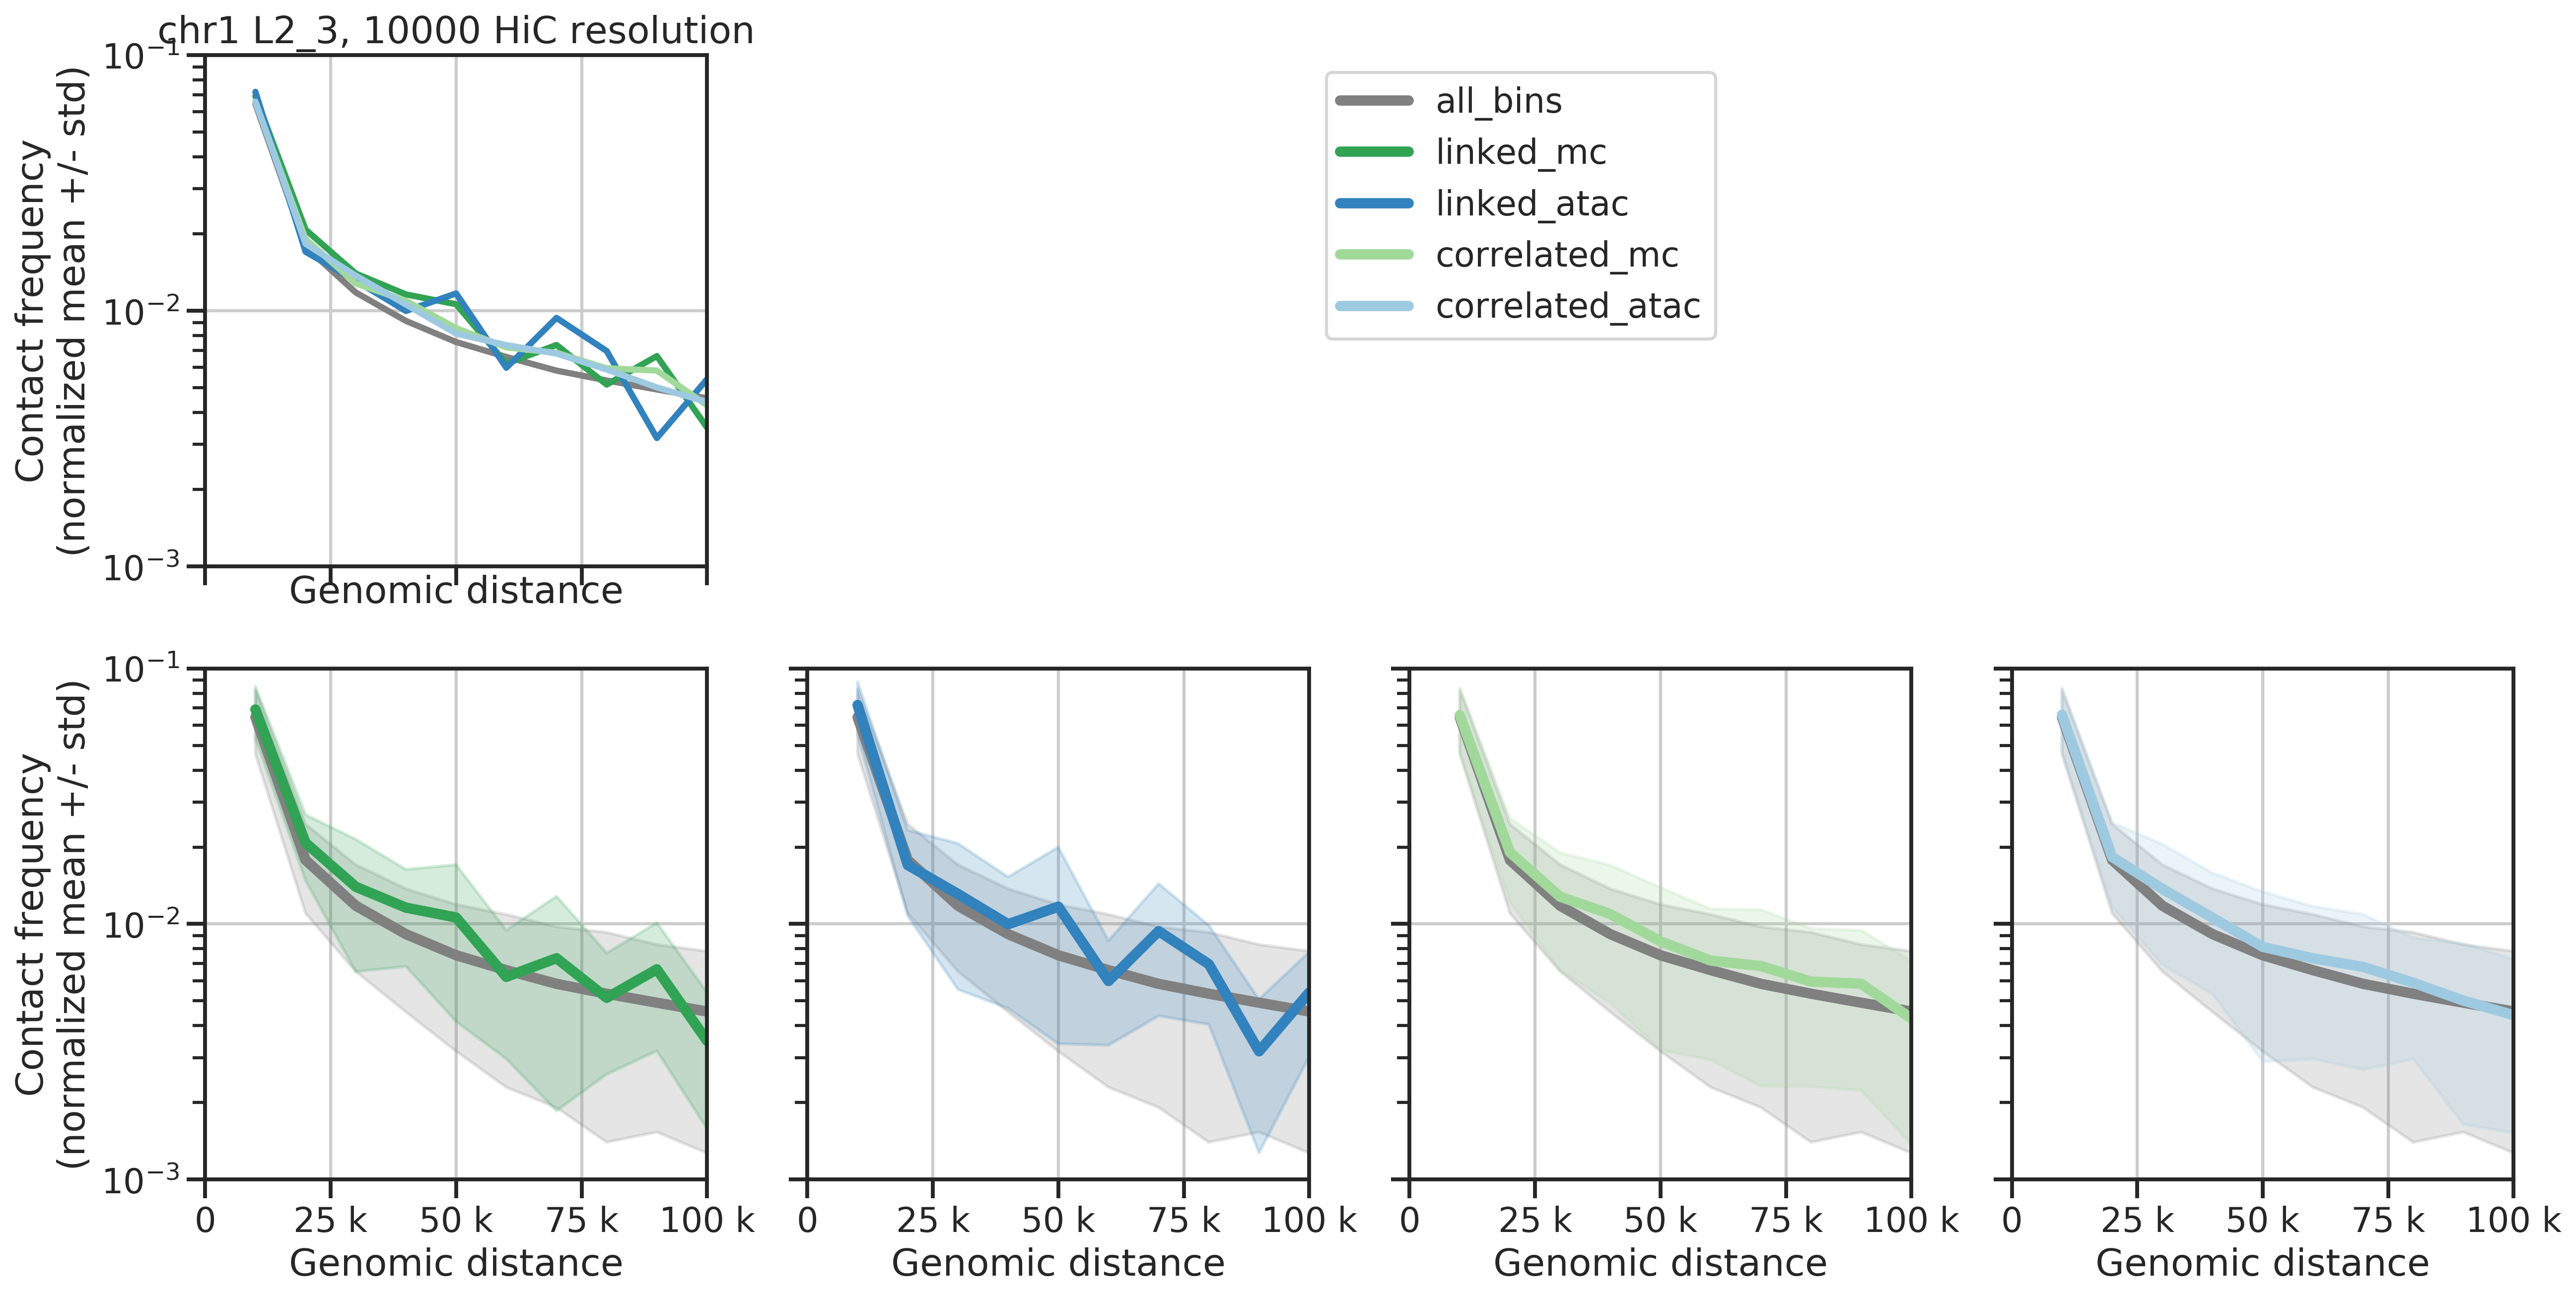 chr1 L2_3, 10000 HiC resolution
Contact frequency
(normalized mean +/- std)
10⁻¹
10⁻²
10⁻³
Genomic distance
all_bins
linked_mc
linked_atac
correlated_mc
correlated_atac
Contact frequency
(normalized mean +/- std)
10⁻¹
10⁻²
10⁻³
0 25 k 50 k 75 k 100 k
Genomic distance
0 25 k 50 k 75 k 100 k
Genomic distance
0 25 k 50 k 75 k 100 k
Genomic distance
0 25 k 50 k 75 k 100 k
Genomic distance